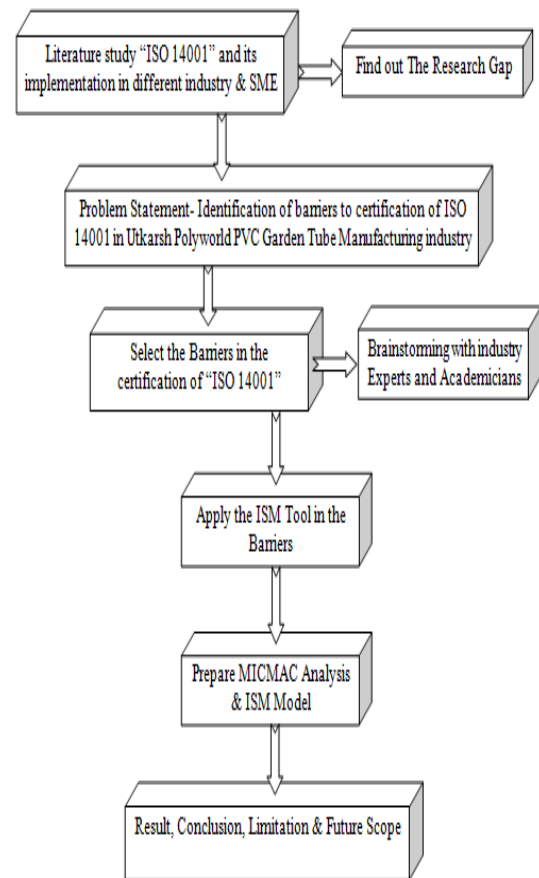 Literature study “ISO 14001” and its
implementation in different industry & SME
Find out The Research Gap
Problem Statement- Identification of barriers to certification of ISO
14001 in Utkarsh Polyworld PVC Garden Tube Manufacturing industry
Select the Barriers in the
certification of “ISO 14001”
Brainstorming with industry
Experts and Academicians
Apply the ISM Tool in the
Barriers
Prepare MICMAC Analysis
& ISM Model
Result, Conclusion, Limitation & Future Scope